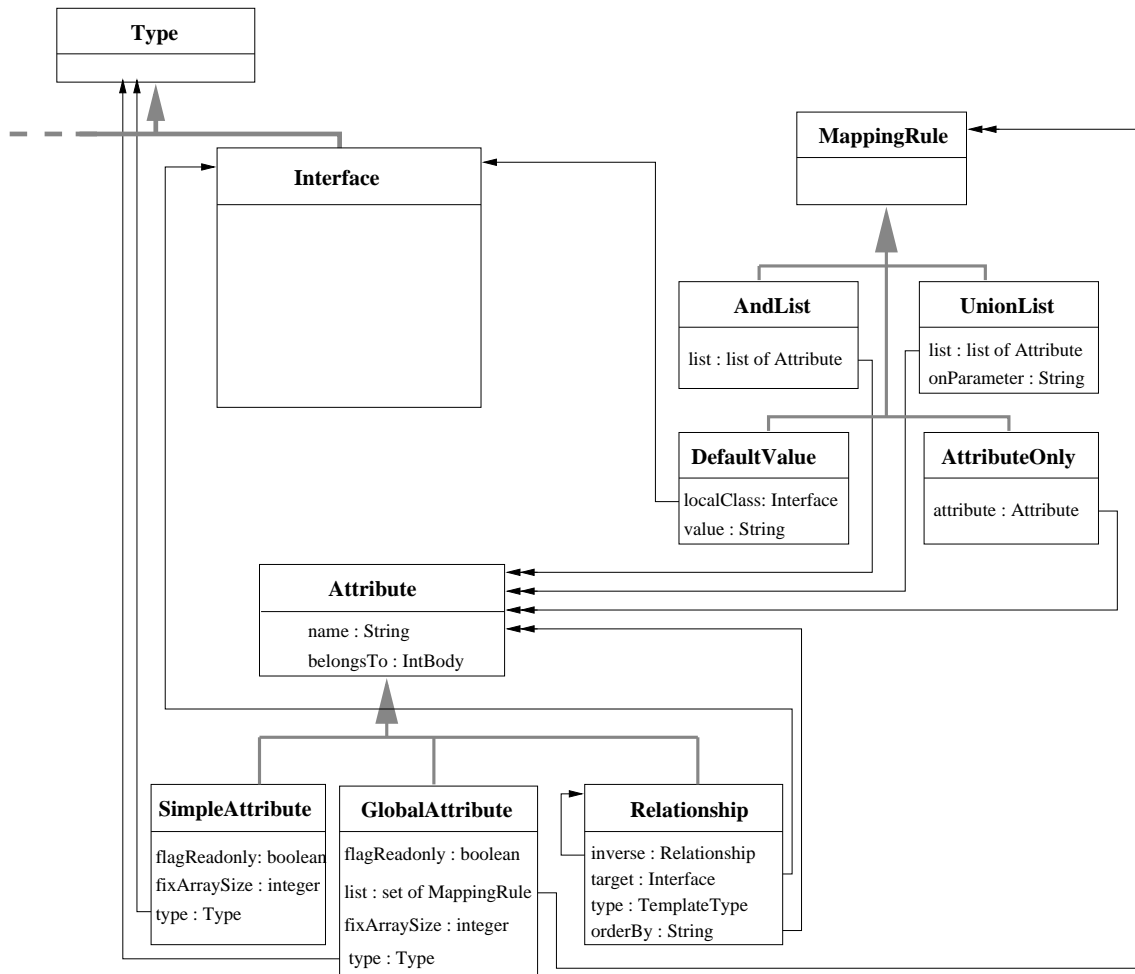 Type
Interface
MappingRule
AndList
list : list of Attribute
UnionList
list : list of Attribute
onParameter : String
DefaultValue
localClass: Interface
value : String
AttributeOnly
attribute : Attribute
Attribute
name : String
belongsTo : IntBody
SimpleAttribute
flagReadonly: boolean
fixArraySize : integer
type : Type
GlobalAttribute
flagReadonly : boolean
list : set of MappingRule
fixArraySize : integer
type : Type
Relationship
inverse : Relationship
target : Interface
type : TemplateType
orderBy : String